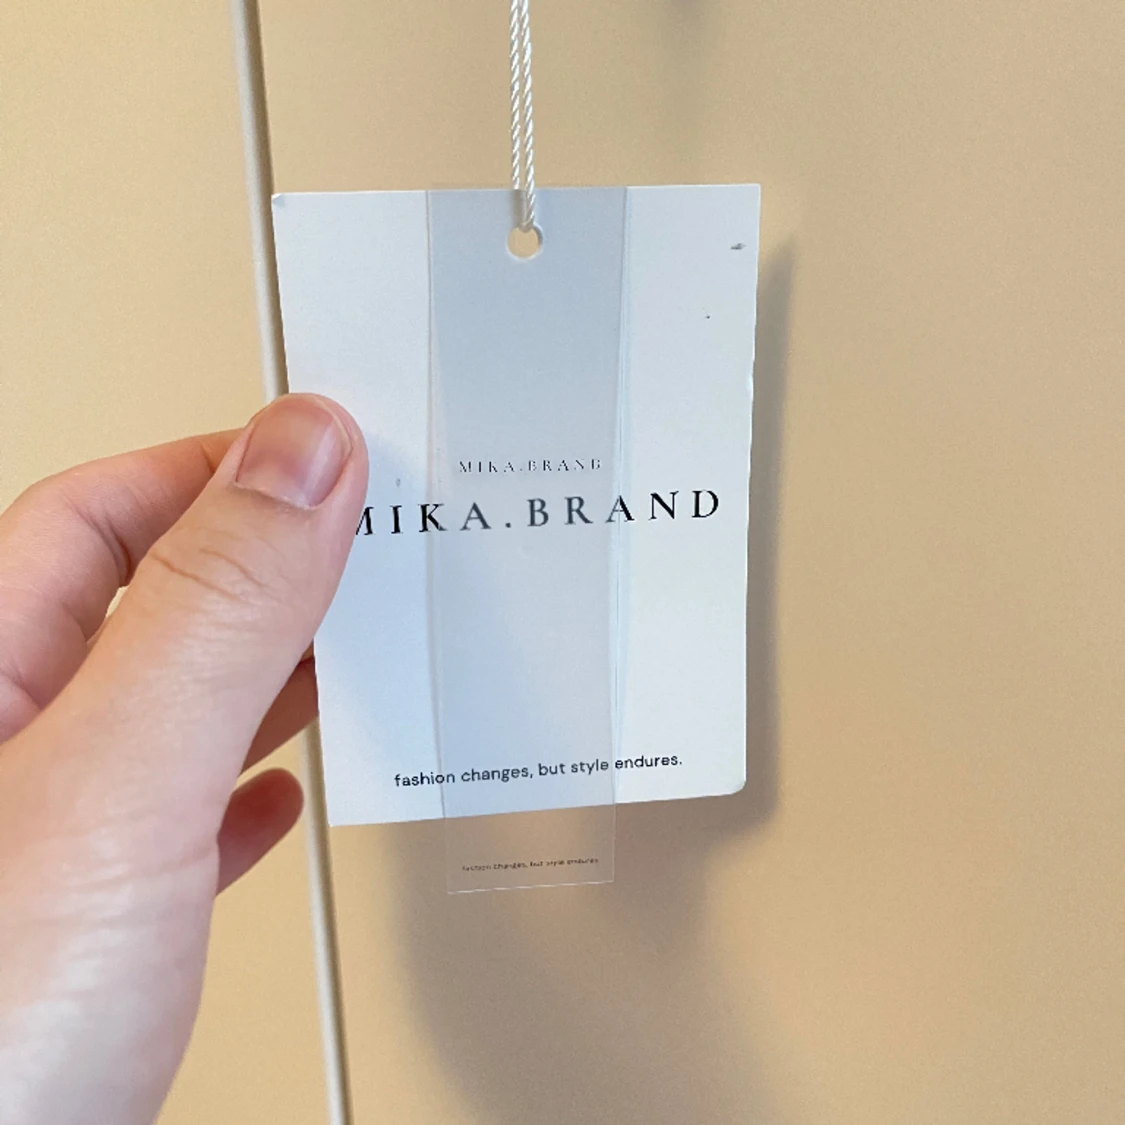 MIKA.BRAND
MIKA.BRAND
fashion changes, but style endures.
fashion changes, but style endures.